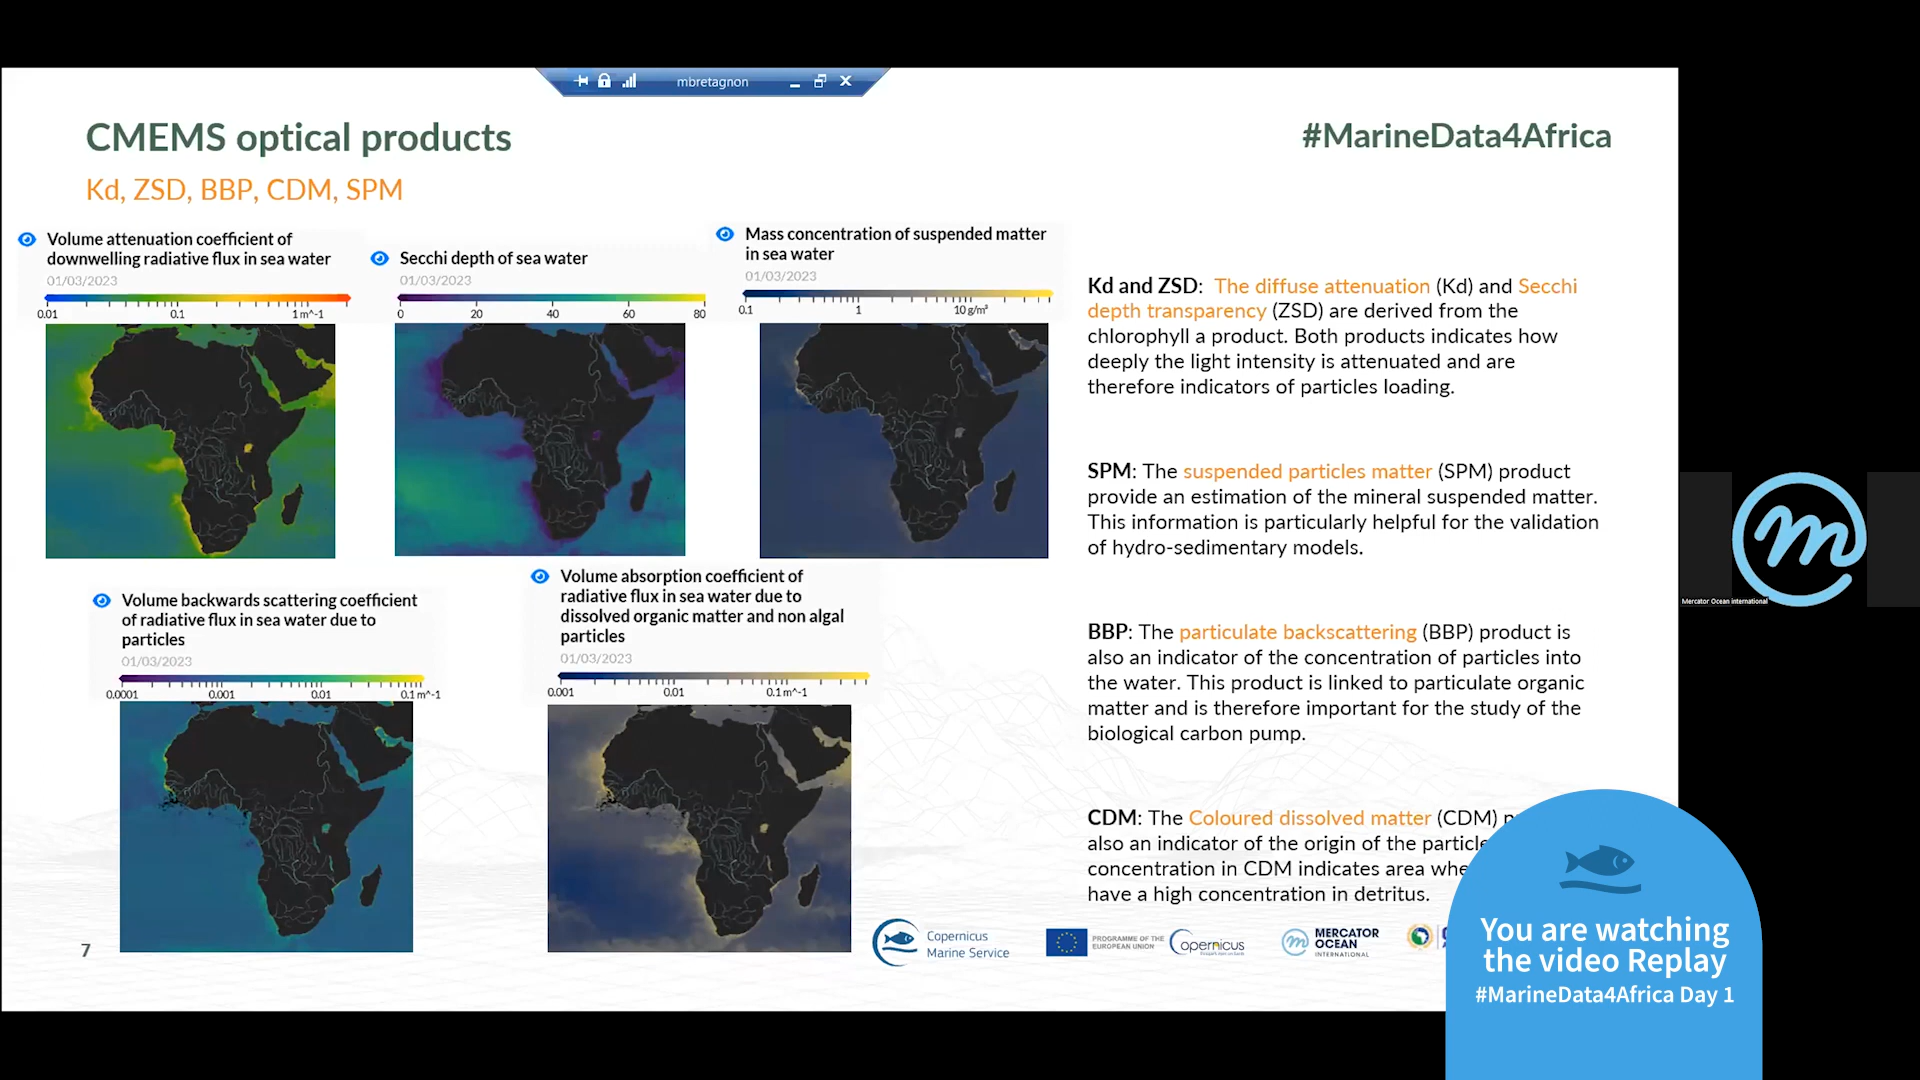 mbretagnon
CMEMS optical products
#MarineData4Africa
Kd, ZSD, BBP, CDM, SPM
Volume attenuation coefficient of
downwelling radiative flux in sea water
01/03/2023
0.01 0.1 1 m^-1
Secchi depth of sea water
01/03/2023
0 20 40 60 80
Mass concentration of suspended matter
in sea water
01/03/2023
0.1 1 10 g/m³
Volume backwards scattering coefficient
of radiative flux in sea water due to
particles
01/03/2023
0.0001 0.001 0.01 0.1 m^-1
Volume absorption coefficient of
radiative flux in sea water due to
dissolved organic matter and non algal
particles
01/03/2023
0.001 0.01 0.1 m^-1
Kd and ZSD: The diffuse attenuation (Kd) and Secchi
depth transparency (ZSD) are derived from the
chlorophyll a product. Both products indicates how
deeply the light intensity is attenuated and are
therefore indicators of particles loading.
SPM: The suspended particles matter (SPM) product
provide an estimation of the mineral suspended matter.
This information is particularly helpful for the validation
of hydro-sedimentary models.
BBP: The particulate backscattering (BBP) product is
also an indicator of the concentration of particles into
the water. This product is linked to particulate organic
matter and is therefore important for the study of the
biological carbon pump.
CDM: The Coloured dissolved matter (CDM)
also an indicator of the origin of the
concentration in CDM indicates area
have a high concentration in detritus.
7
Copernicus
Marine Service
PROGRAMME OF THE
EUROPEAN UNION
opernicus
MERCATOR
OCEAN
INTERNATIONAL
Mercator Ocean international
You are watching
the video Replay
#MarineData4Africa Day 1